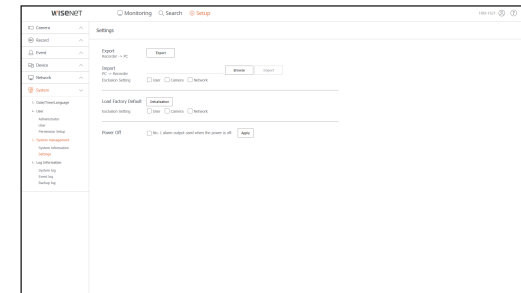 WISENET
Monitoring Search Setup
Camera
Record
Event
Device
Network
System
Date/Time/Language
User
Administrator
User
Permission Setup
System management
System Information
Settings
Log Information
System log
Event log
Backup log
Settings
Export
Recorder -> PC
Export
Import
PC -> Recorder
Browse
Import
Exclusion Setting User Camera Network
Load Factory Default Initialization
Exclusion Setting User Camera Network
Power Off No. 1 alarm output used when the power is off. Apply